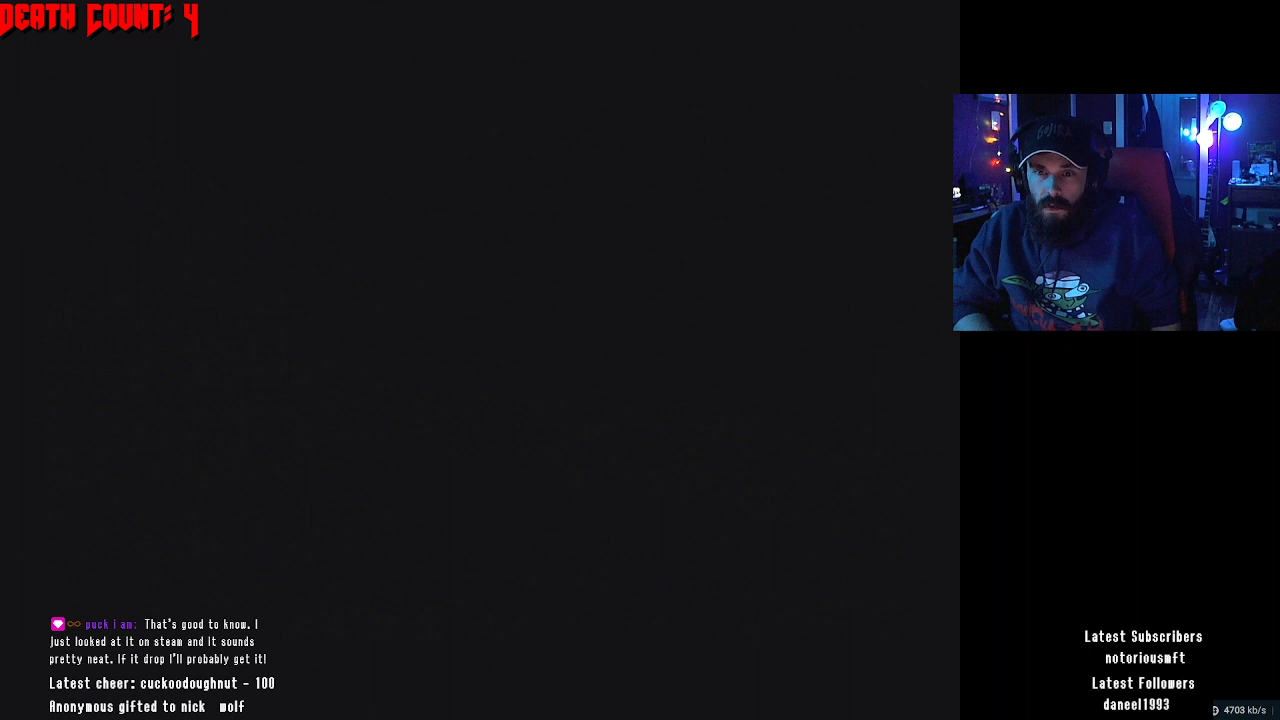 Death Count: 4
GOJIRA
puck i am: That's good to know. I
just looked at it on steam and it sounds
pretty neat. If it drop I'll probably get it!
Latest cheer: cuckoodoughnut - 100
Anonymous gifted to nick wolf
Latest Subscribers
notoriousmft
Latest Followers
daneel1993
4703 kb/s